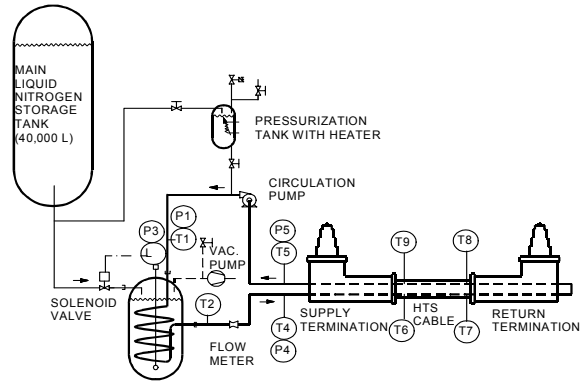 MAIN
LIQUID
NITROGEN
STORAGE
TANK
(40,000 L)
PRESSURIZATION
TANK WITH HEATER
CIRCULATION
PUMP
P3
P1
L
T1
VAC.
PUMP
P5
T5
T9
T8
SOLENOID
VALVE
T2
FLOW
METER
T4
P4
SUPPLY
TERMINATION
T6
HTS
CABLE
T7
RETURN
TERMINATION